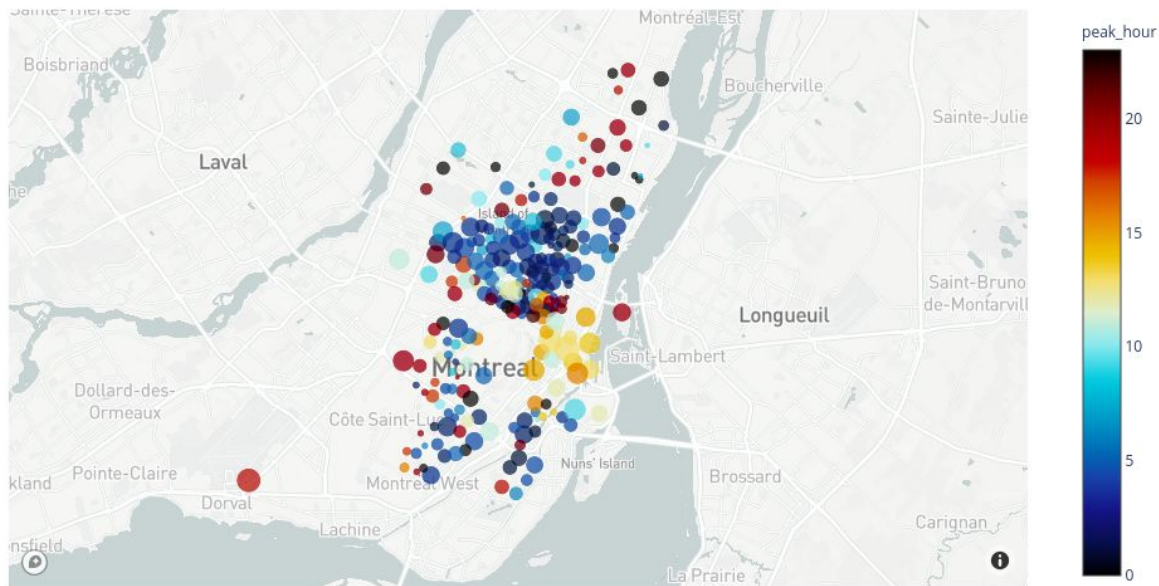 Sainte-Thérèse
Montréal-Est
peak_hour
Boisbriand
Boucherville
20
Sainte-Julie
Laval
he
Island of
15
Saint-Bruno
de-Montarvill
Longueuil
Saint-Lambert
10
Montreal
Dollard-des-
Ormeaux
Côte Saint-Luc
Pointe-Claire
Nuns' Island
5
kland
Montréal West
Brossard
Dorval
Lachine
Carignan
nsfield
La Prairie
0